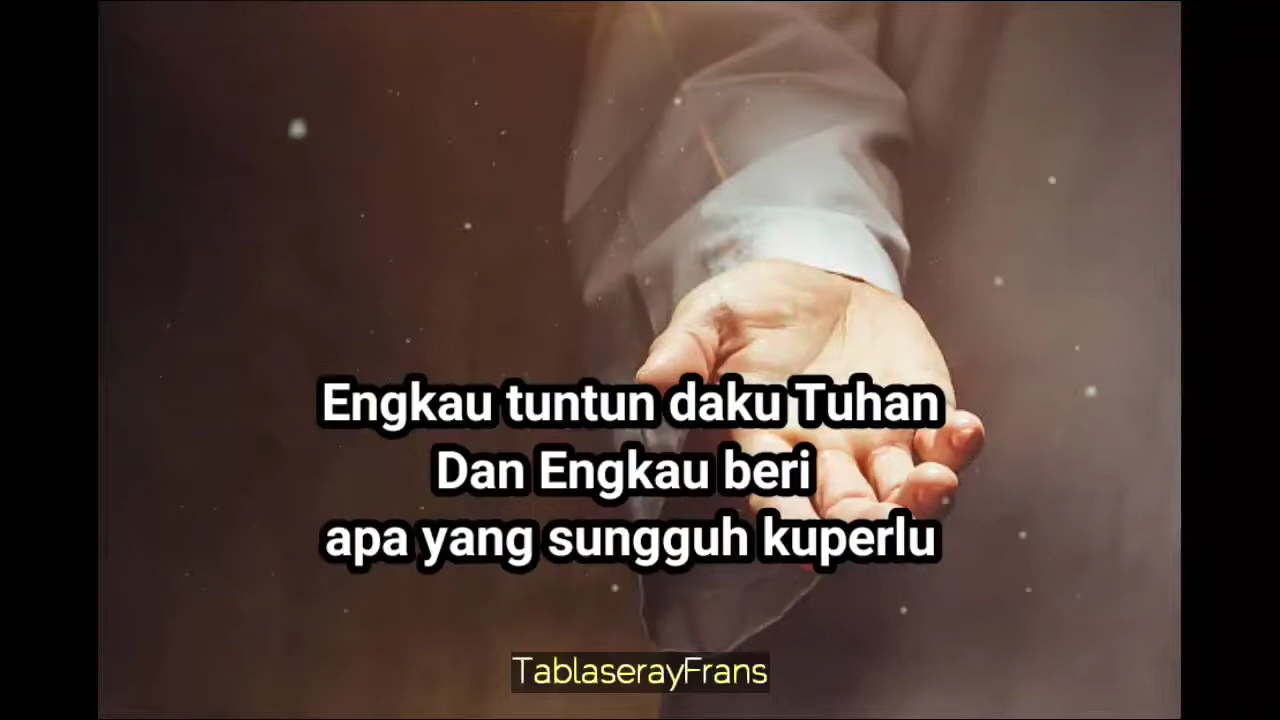 Engkau tuntun daku Tuhan
Dan Engkau beri
apa yang sungguh kuperlu
TablaserayFrans